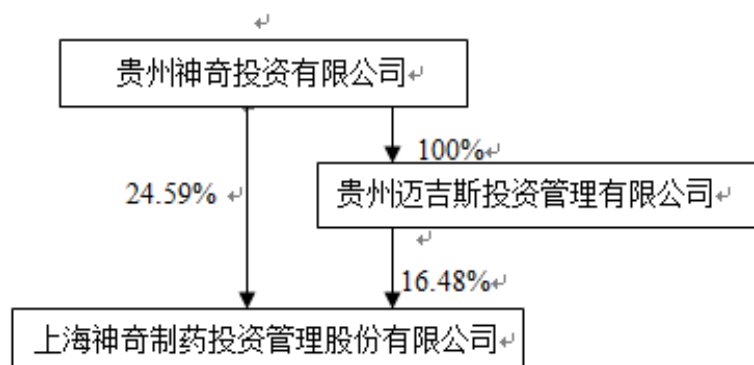 贵州神奇投资有限公司
100%
24.59%
贵州迈吉斯投资管理有限公司
16.48%
上海神奇制药投资管理股份有限公司